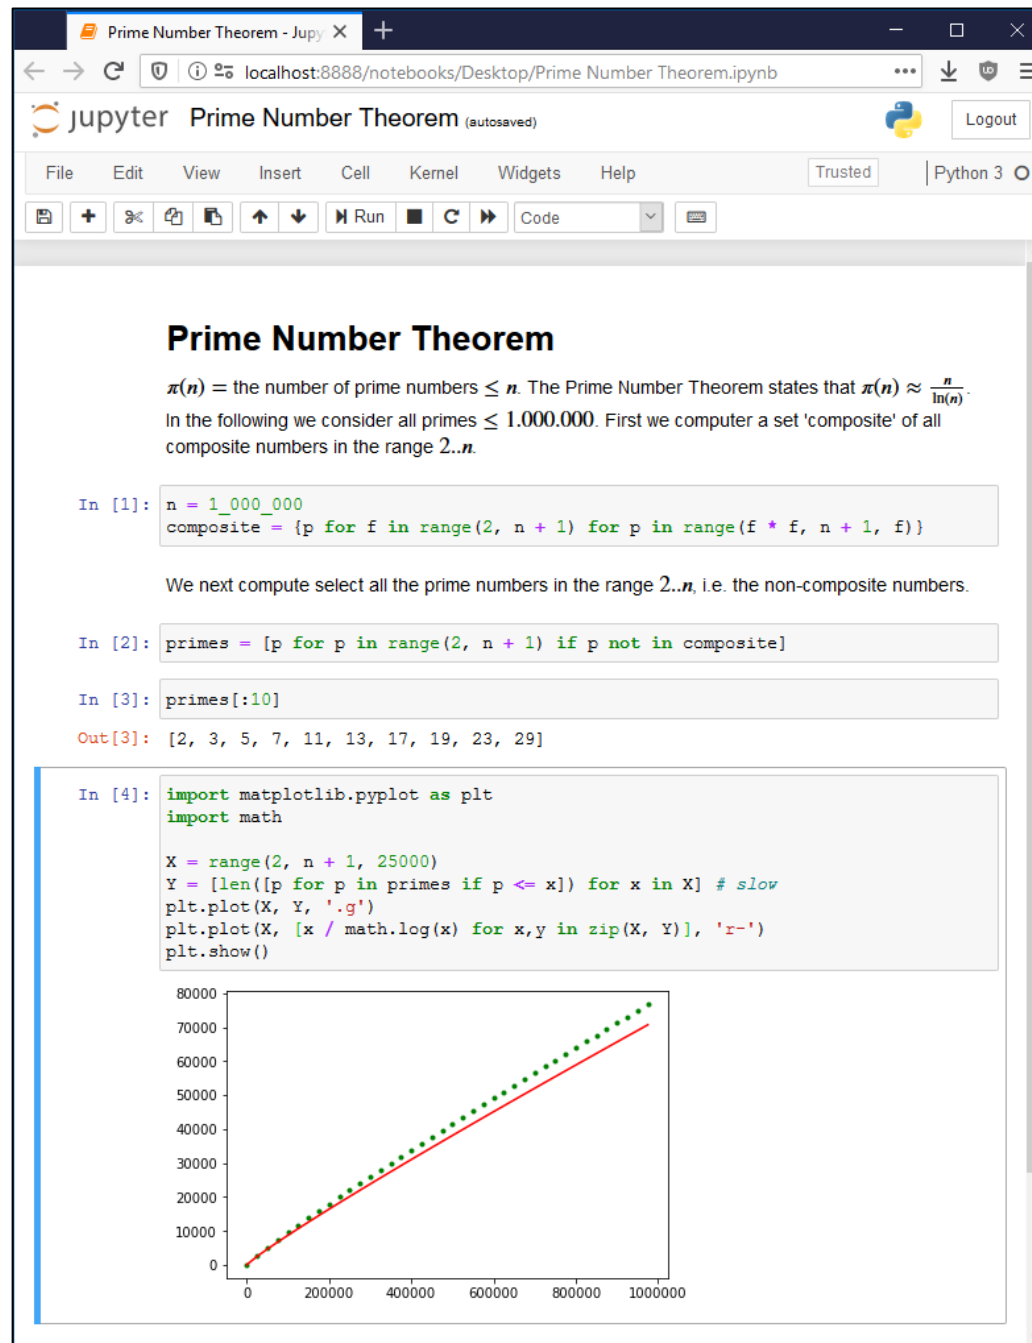 Prime Number Theorem - Jupy
localhost:8888/notebooks/Desktop/Prime Number Theorem.ipynb
jupyter Prime Number Theorem (autosaved)
Logout
File Edit View Insert Cell Kernel Widgets Help Trusted Python 3
Run Code
Prime Number Theorem
π(n) = the number of prime numbers ≤ n. The Prime Number Theorem states that π(n) ≈ n/ln(n).
In the following we consider all primes ≤ 1.000.000. First we computer a set 'composite' of all
composite numbers in the range 2..n.
In [1]: n = 1_000_000
composite = {p for f in range(2, n + 1) for p in range(f * f, n + 1, f)}
We next compute select all the prime numbers in the range 2..n, i.e. the non-composite numbers.
In [2]: primes = [p for p in range(2, n + 1) if p not in composite]
In [3]: primes[:10]
Out[3]: [2, 3, 5, 7, 11, 13, 17, 19, 23, 29]
In [4]: import matplotlib.pyplot as plt
import math
X = range(2, n + 1, 25000)
Y = [len([p for p in primes if p <= x]) for x in X] # slow
plt.plot(X, Y, '.g')
plt.plot(X, [x / math.log(x) for x,y in zip(X, Y)], 'r-')
plt.show()
80000
70000
60000
50000
40000
30000
20000
10000
0
0 200000 400000 600000 800000 1000000